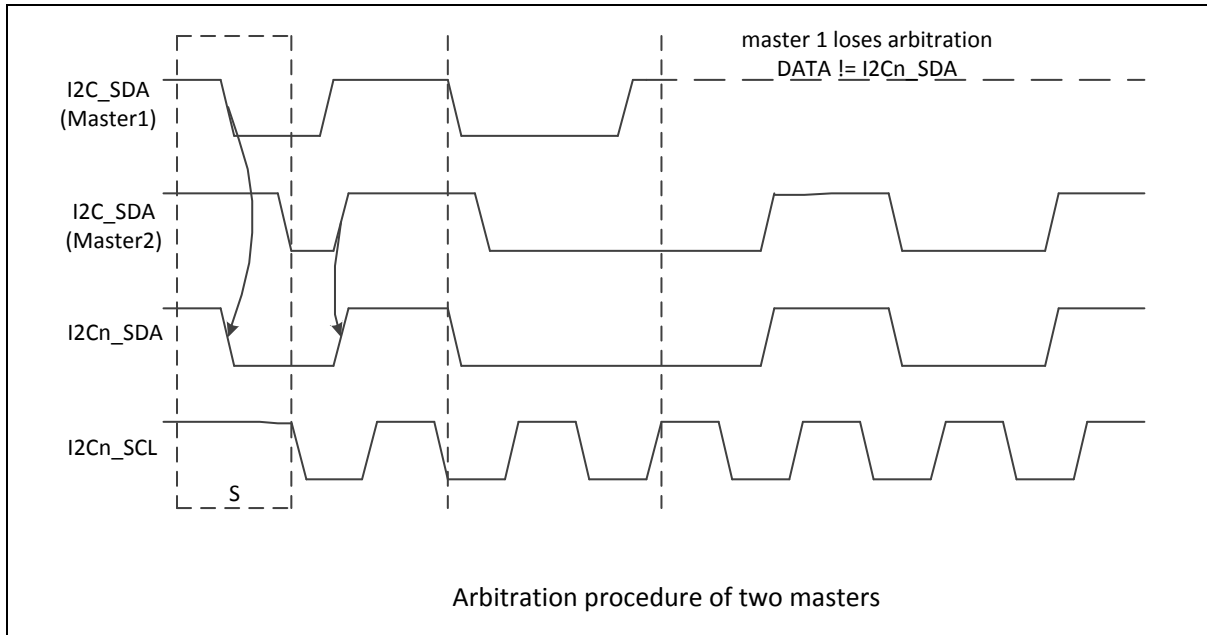 master 1 loses arbitration
DATA != I2Cn_SDA
I2C_SDA
(Master1)
I2C_SDA
(Master2)
I2Cn_SDA
I2Cn_SCL
S
Arbitration procedure of two masters